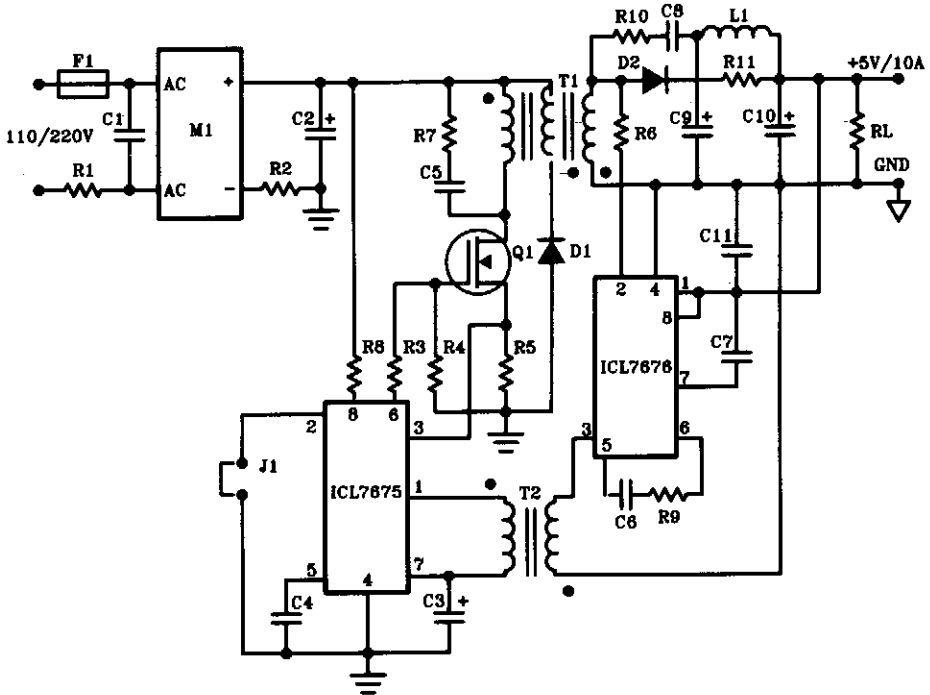 R10
C8
L1
F1
D2
R11
+5V/10A
AC
+
T1
C1
M1
C2
+
R7
R6
C9
+
C10
+
RL
110/220V
R1
R2
C5
GND
AC
−
Q1
D1
C11
2
4
1
8
R8
R3
R4
R5
ICL7676
C7
7
8
6
2
3
3
6
5
J1
ICL7675
1
T2
C6
R9
5
4
7
C4
C3
+